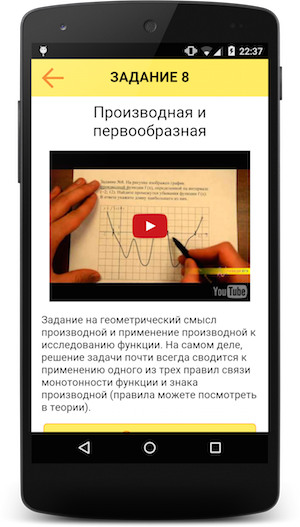 22:37
ЗАДАНИЕ 8
Производная и
первообразная
YouTube
Задание на геометрический смысл
производной и применение производной к
исследованию функции. На самом деле,
решение задачи почти всегда сводится к
применению одного из трех правил связи
монотонности функции и знака
производной (правила можете посмотреть
в теории).